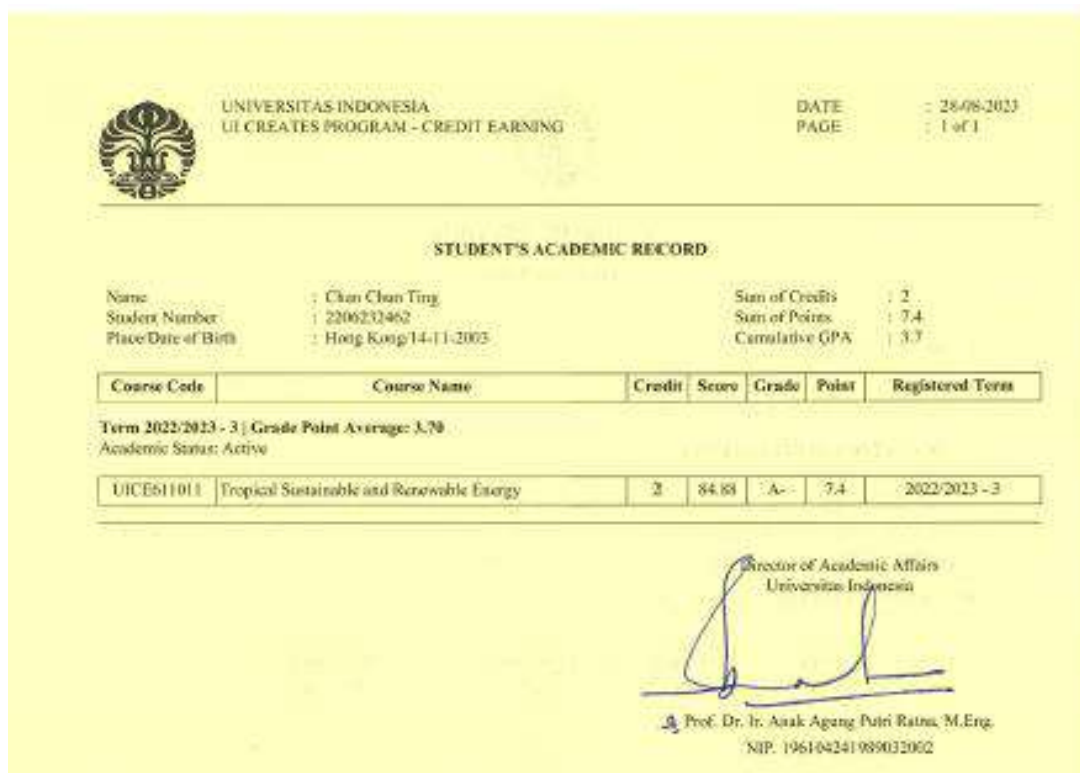 UNIVERSITAS INDONESIA
UI CREATES PROGRAM - CREDIT EARNING
DATE : 28-08-2023
PAGE : 1 of 1
STUDENT'S ACADEMIC RECORD
Name : Chan Chun Ting
Student Number : 2206232462
Place/Date of Birth : Hong Kong/14-11-2003
Sum of Credits : 2
Sum of Points : 7.4
Cumulative GPA : 3.7
Course Code Course Name Credit Score Grade Point Registered Term
Term 2022/2023 - 3 | Grade Point Average: 3.70
Academic Status: Active
UICE611011 Tropical Sustainable and Renewable Energy 2 84.88 A- 7.4 2022/2023 - 3
Director of Academic Affairs
Universitas Indonesia
Prof. Dr. Ir. Anak Agung Putri Ratna, M.Eng.
NIP. 196104241989032002